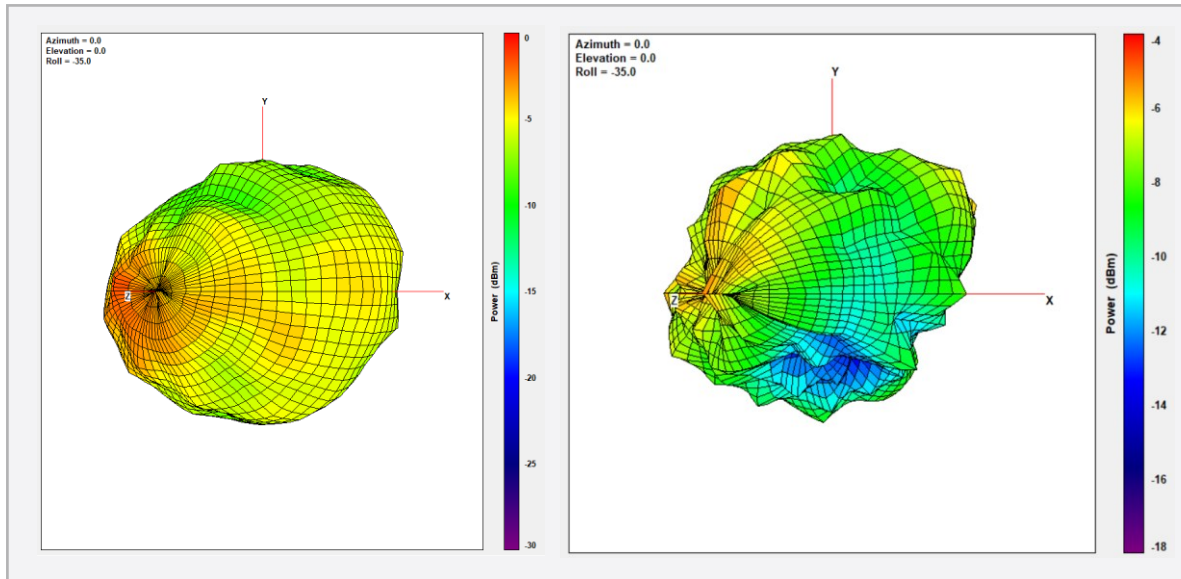 Azimuth = 0.0
Elevation = 0.0
Roll = -35.0
Y
Z
X
0
-5
-10
-15
-20
-25
-30
Power (dBm)
Azimuth = 0.0
Elevation = 0.0
Roll = -35.0
Y
Z
X
-4
-6
-8
-10
-12
-14
-16
-18
Power (dBm)